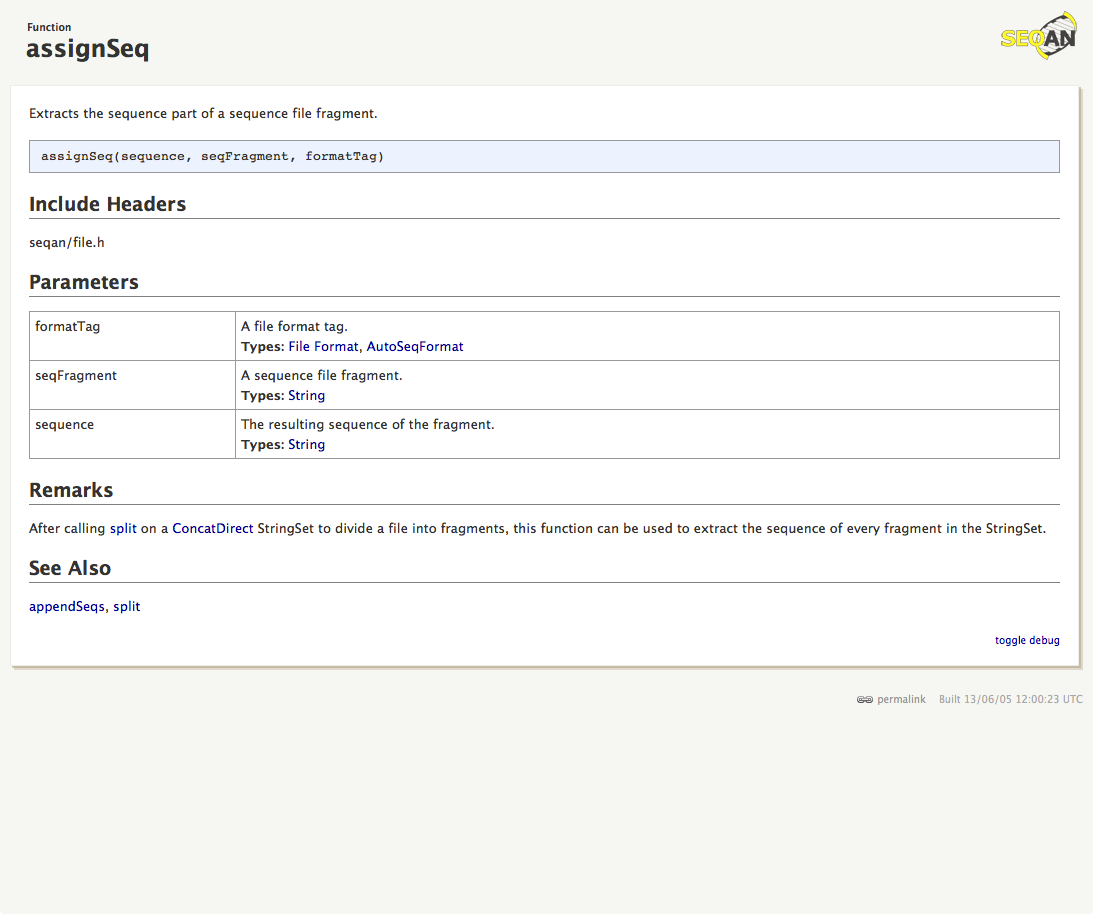 Function
assignSeq
SEQAN
Extracts the sequence part of a sequence file fragment.
assignSeq(sequence, seqFragment, formatTag)
Include Headers
seqan/file.h
Parameters
formatTag
A file format tag.
Types: File Format, AutoSeqFormat
seqFragment
A sequence file fragment.
Types: String
sequence
The resulting sequence of the fragment.
Types: String
Remarks
After calling split on a ConcatDirect StringSet to divide a file into fragments, this function can be used to extract the sequence of every fragment in the StringSet.
See Also
appendSeqs, split
toggle debug
permalink Built 13/06/05 12:00:23 UTC